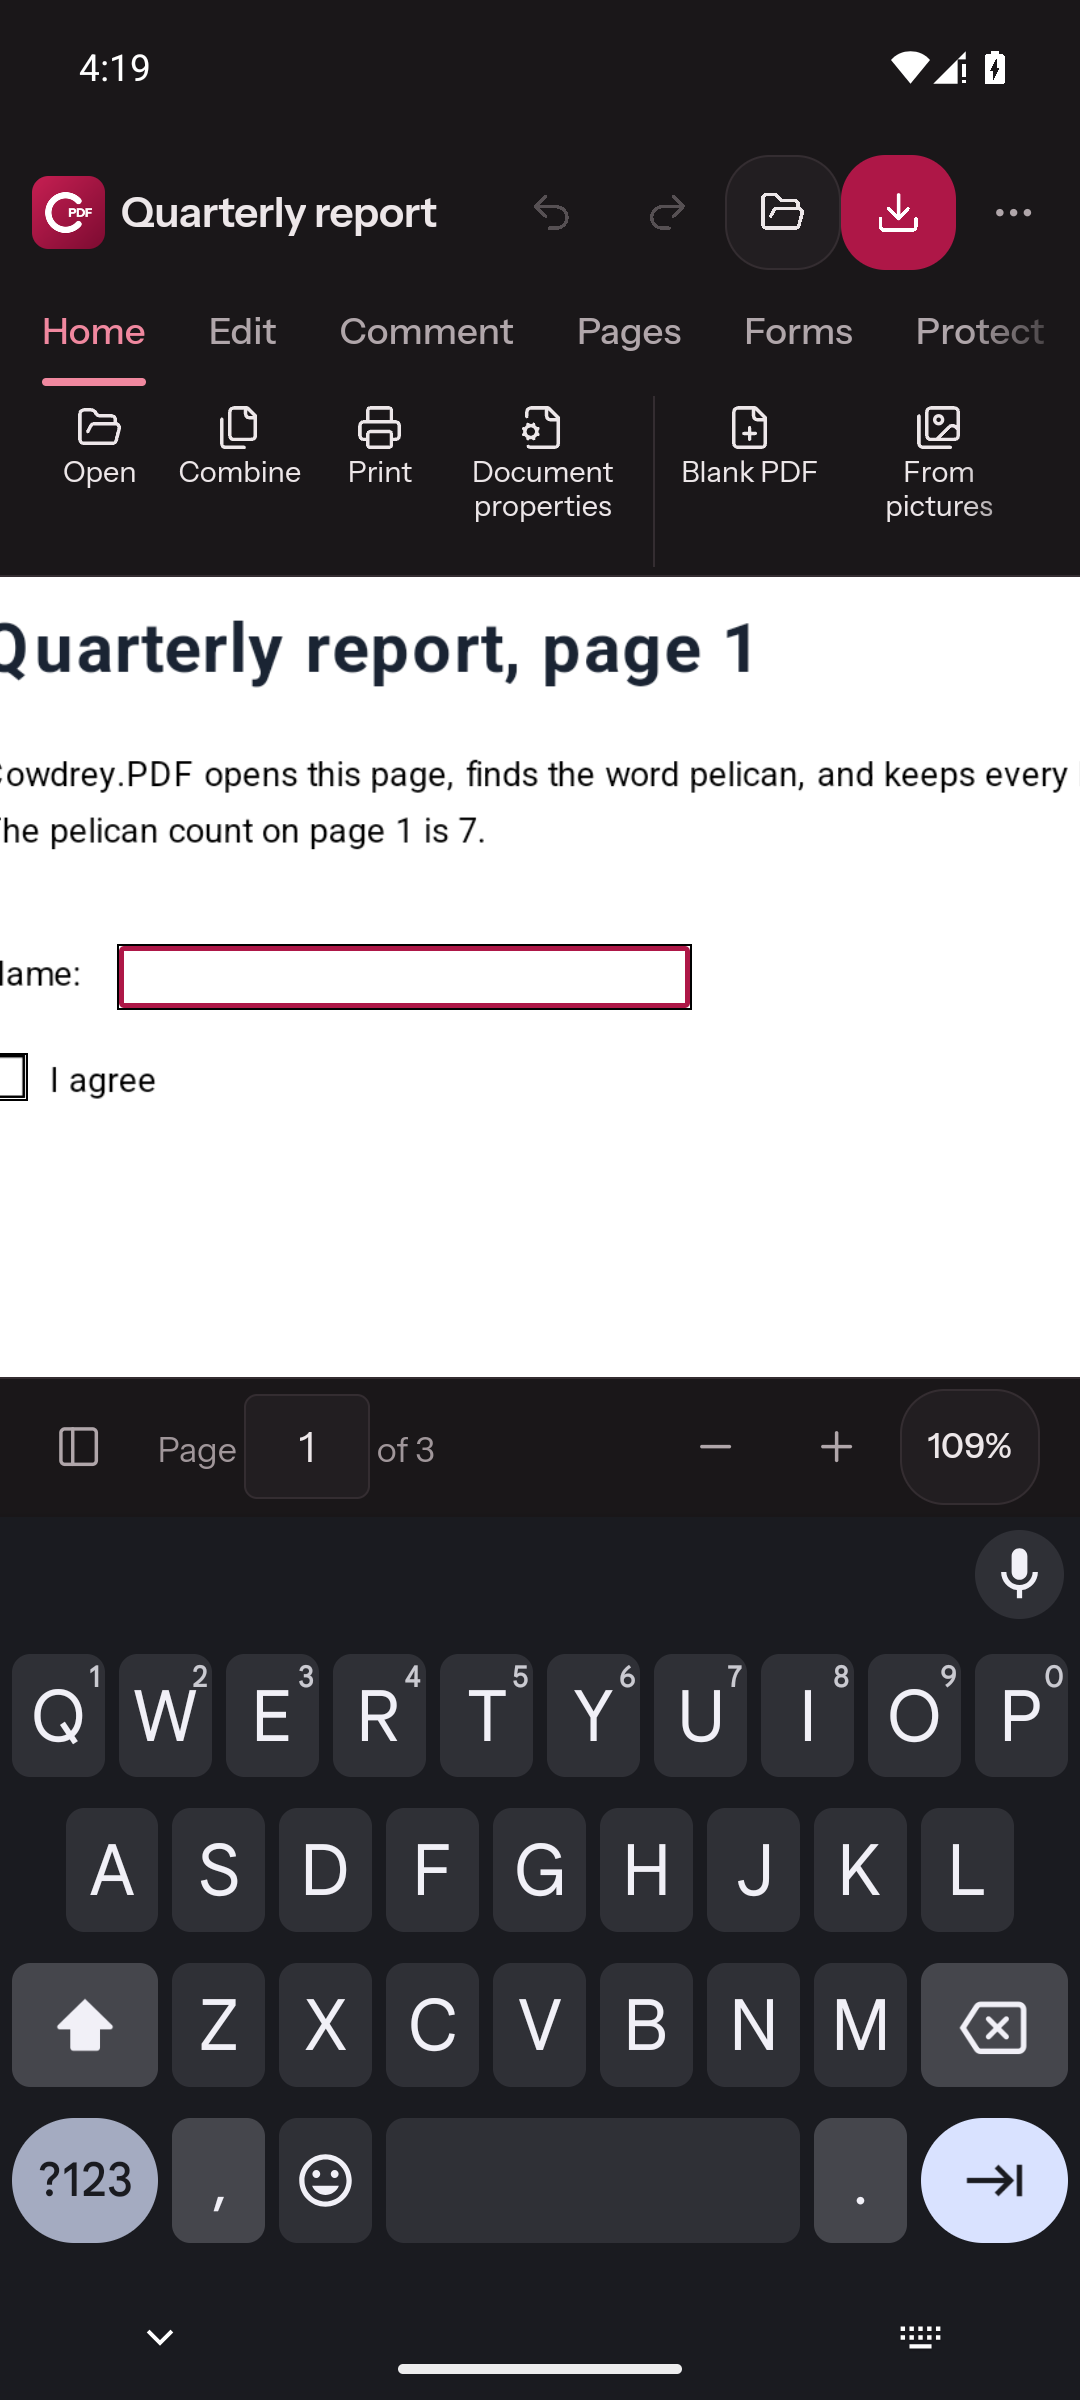 4:19
PDF
Quarterly report
Home Edit Comment Pages Forms Protect
Open Combine Print Document properties Blank PDF From pictures
Quarterly report, page 1
Cowdrey.PDF opens this page, finds the word pelican, and keeps every
The pelican count on page 1 is 7.
Name:
I agree
Page 1 of 3 109%
Q 1 W 2 E 3 R 4 T 5 Y 6 U 7 I 8 O 9 P 0
A S D F G H J K L
Z X C V B N M
?123 , .